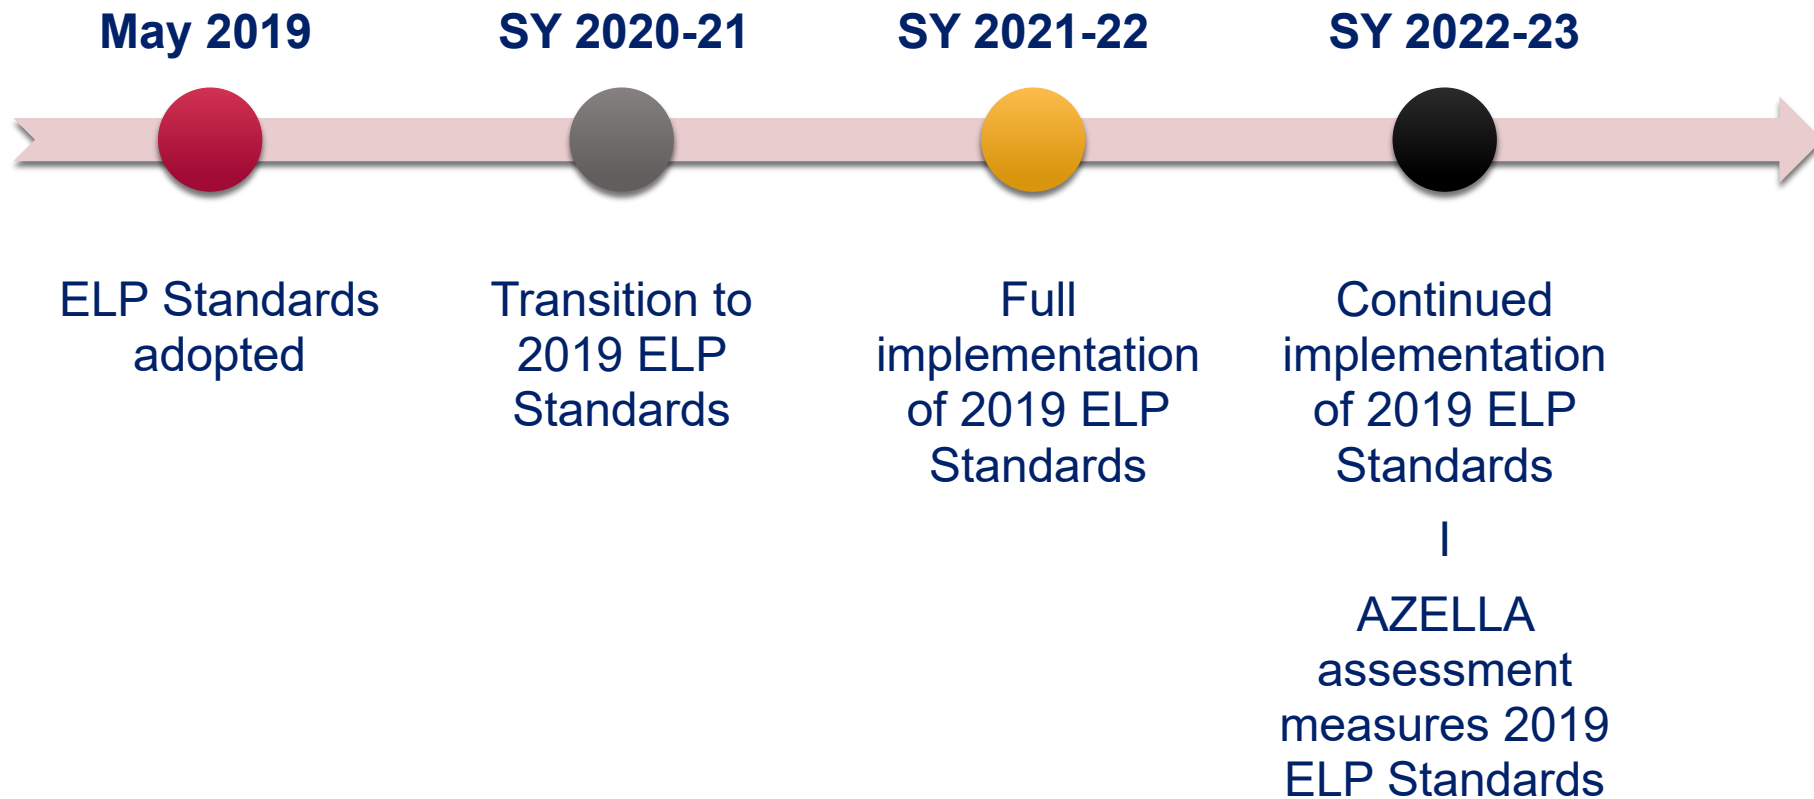 May 2019
SY 2020-21
SY 2021-22
SY 2022-23
ELP Standards
adopted
Transition to
2019 ELP
Standards
Full
implementation
of 2019 ELP
Standards
Continued
implementation
of 2019 ELP
Standards
I
AZELLA
assessment
measures 2019
ELP Standards